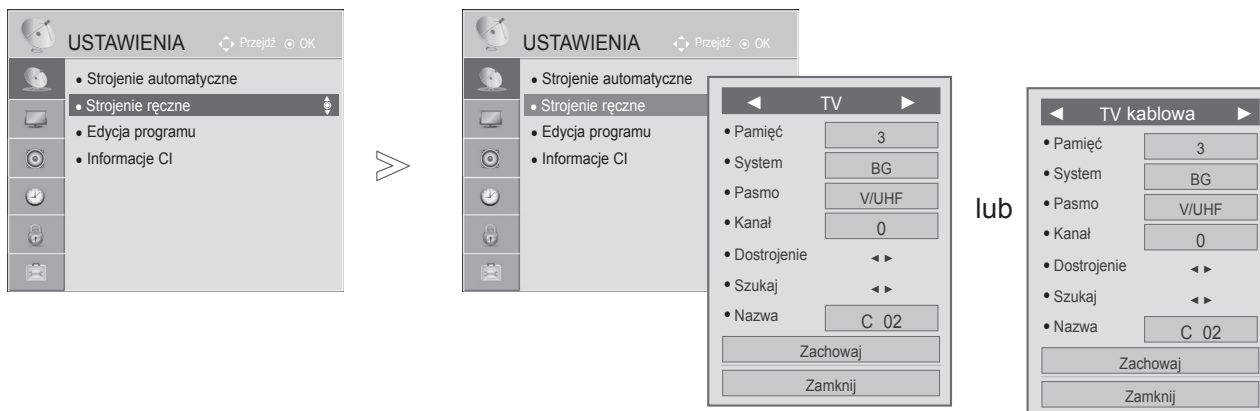 USTAWIENIA Przejdź OK
• Strojenie automatyczne
• Strojenie ręczne
• Edycja programu
• Informacje CI
USTAWIENIA Przejdź OK
• Strojenie automatyczne
• Strojenie ręczne
• Edycja programu
• Informacje CI
◄ TV ►
• Pamięć 3
• System BG
• Pasmo V/UHF
• Kanał 0
• Dostrojenie ◄ ►
• Szukaj ◄ ►
• Nazwa C 02
Zachowaj
Zamknij
lub
◄ TV kablowa ►
• Pamięć 3
• System BG
• Pasmo V/UHF
• Kanał 0
• Dostrojenie ◄ ►
• Szukaj ◄ ►
• Nazwa C 02
Zachowaj
Zamknij